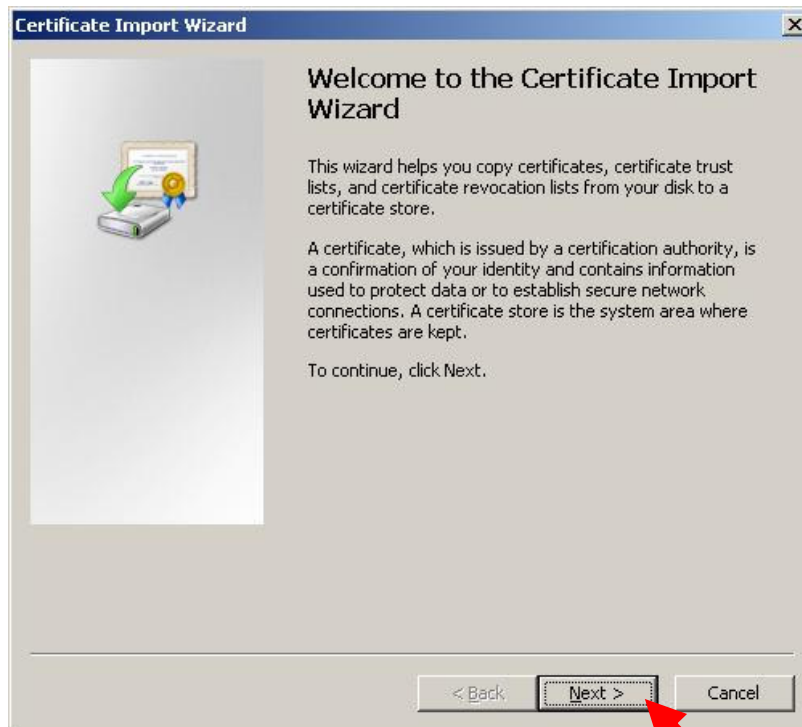 Certificate Import Wizard
Welcome to the Certificate Import
Wizard
This wizard helps you copy certificates, certificate trust
lists, and certificate revocation lists from your disk to a
certificate store.
A certificate, which is issued by a certification authority, is
a confirmation of your identity and contains information
used to protect data or to establish secure network
connections. A certificate store is the system area where
certificates are kept.
To continue, click Next.
< Back Next > Cancel